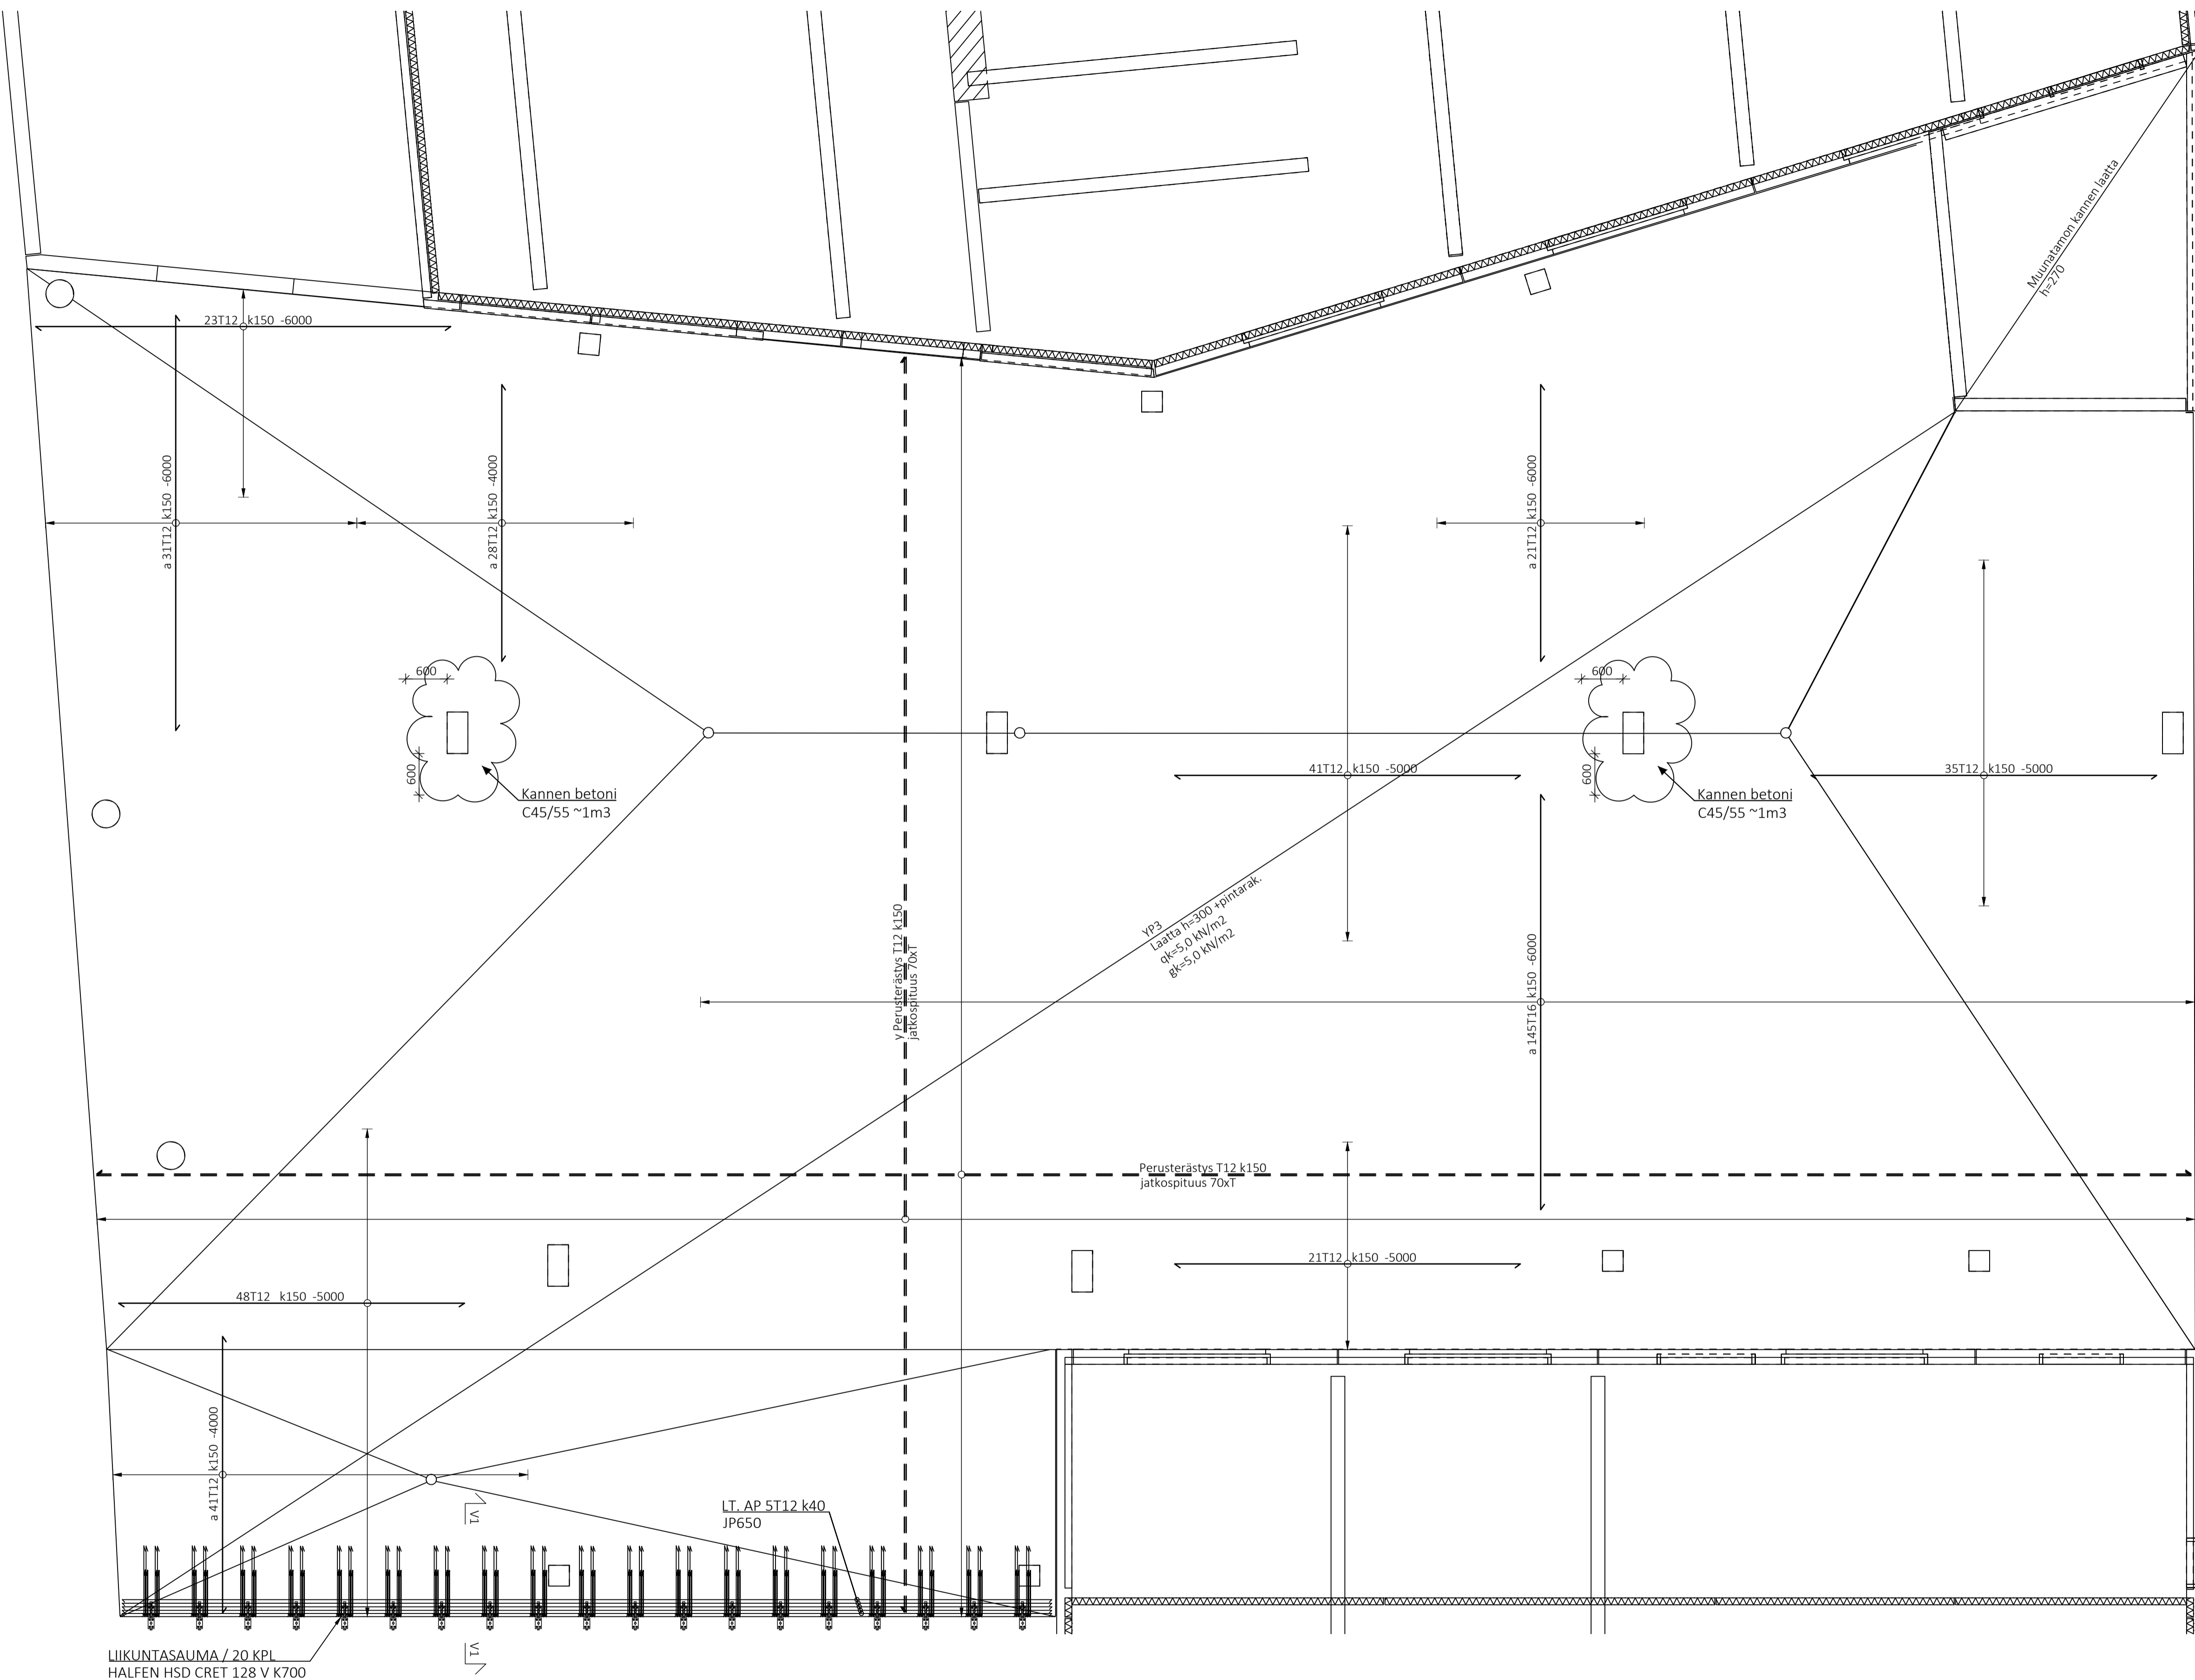 Muunatamon kannen laatta
h=270
23T12 k150 -6000
a 31T12 k150 -6000
a 28T12 k150 -4000
a 21T12 k150 -6000
600
600
600
600
41T12 k150 -5000
35T12 k150 -5000
Kannen betoni
C45/55 ~1m3
Kannen betoni
C45/55 ~1m3
YP3
Laatta h=300 +pintarak.
qk=5,0 kN/m2
gk=5,0 kN/m2
y Perusterästys T12 k150
jatkospituus 70xT
a 145T16 k150 -6000
Perusterästys T12 k150
jatkospituus 70xT
21T12 k150 -5000
48T12 k150 -5000
a 41T12 k150 -4000
V1
LT. AP 5T12 k40
JP650
V1
LIIKUNTASAUMA / 20 KPL
HALFEN HSD CRET 128 V K700